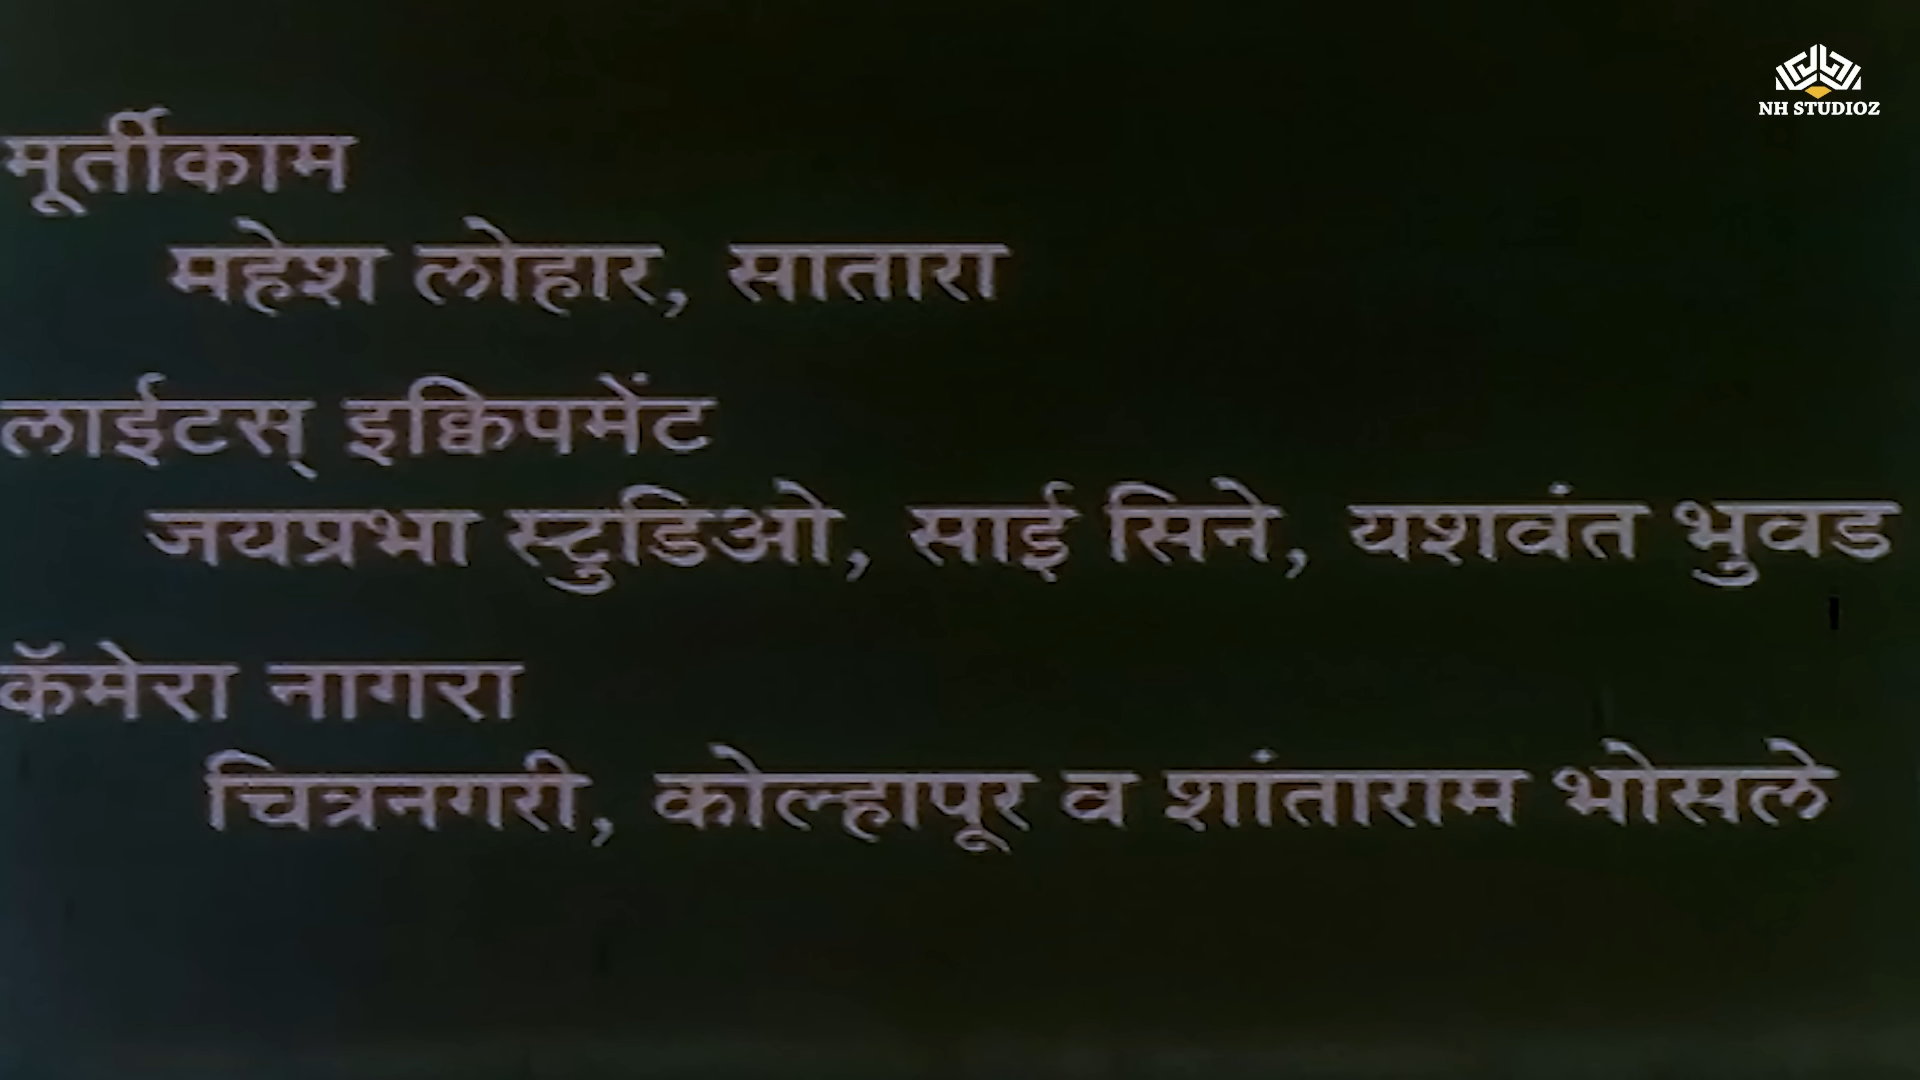 NH STUDIOZ
मूर्तीकाम
महेश लोहार, सातारा
लाईटस् इक्विपमेंट
जयप्रभा स्टुडिओ, साई सिने, यशवंत भुवड
कॅमेरा नागरा
चित्रनगरी, कोल्हापूर व शांताराम भोसले